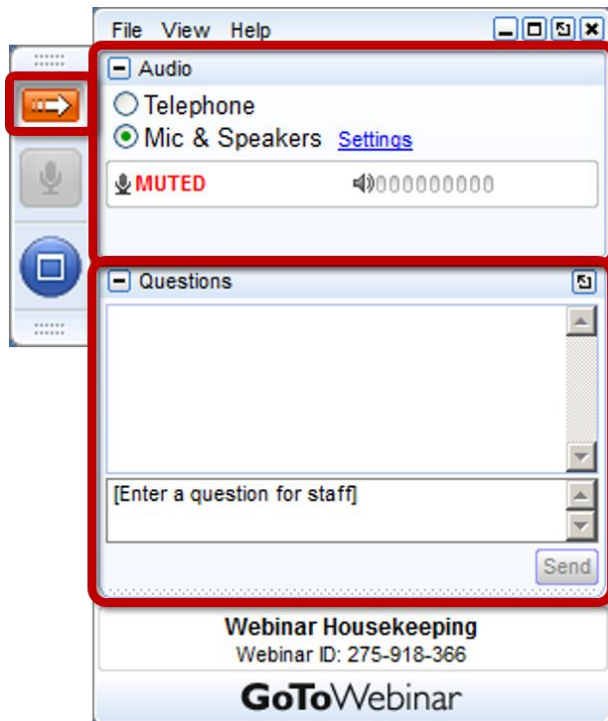 File View Help
Audio
Telephone
Mic & Speakers Settings
MUTED 000000000
Questions
[Enter a question for staff]
Send
Webinar Housekeeping
Webinar ID: 275-918-366
GoToWebinar